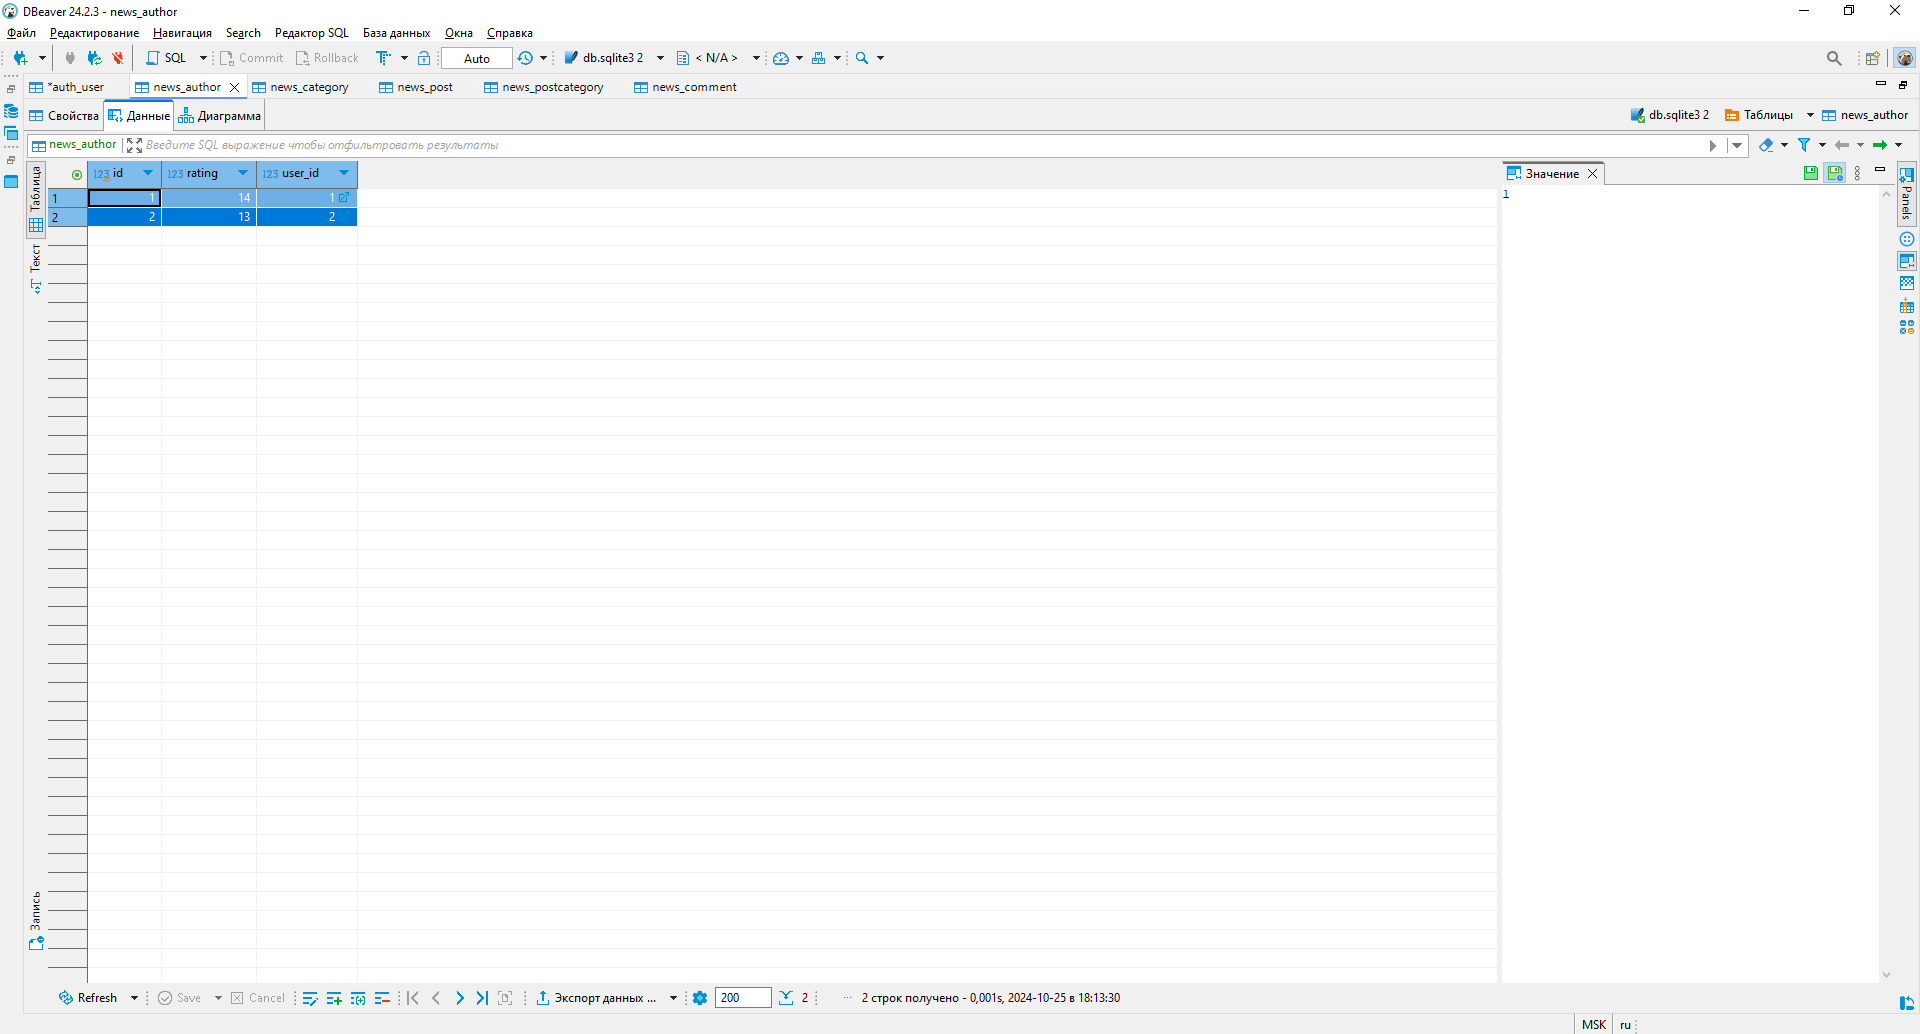 DBeaver 24.2.3 - news_author
Файл Редактирование Навигация Search Редактор SQL База данных Окна Справка
SQL Commit Rollback Auto db.sqlite3 2 < N/A >
*auth_user news_author news_category news_post news_postcategory news_comment
Свойства Данные Диаграмма db.sqlite3 2 Таблицы news_author
news_author Введите SQL выражение чтобы отфильтровать результаты
Таблица
Текст
Запись
123 id 123 rating 123 user_id
1 1 14 1
2 2 13 2
Значение
1
Panels
Refresh Save Cancel Экспорт данных ... 200 2 2 строк получено - 0,001s, 2024-10-25 в 18:13:30
MSK ru